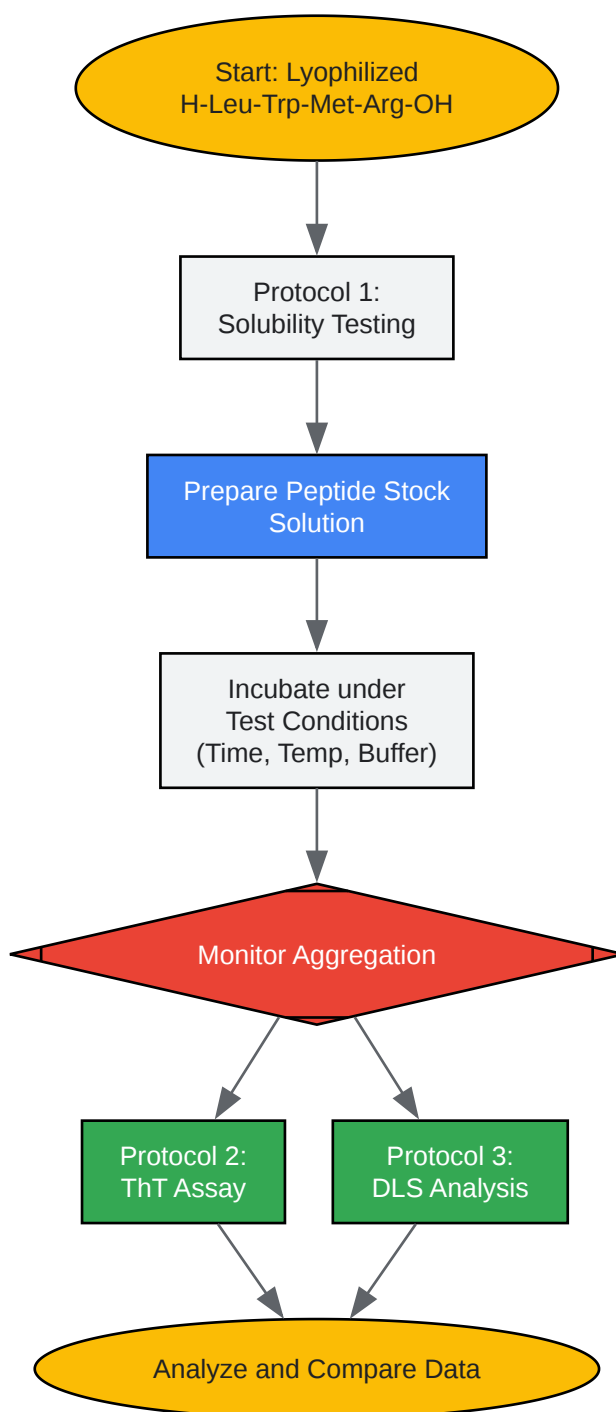 Start: Lyophilized
H-Leu-Trp-Met-Arg-OH
Protocol 1:
Solubility Testing
Prepare Peptide Stock
Solution
Incubate under
Test Conditions
(Time, Temp, Buffer)
Monitor Aggregation
Protocol 2:
ThT Assay
Protocol 3:
DLS Analysis
Analyze and Compare Data